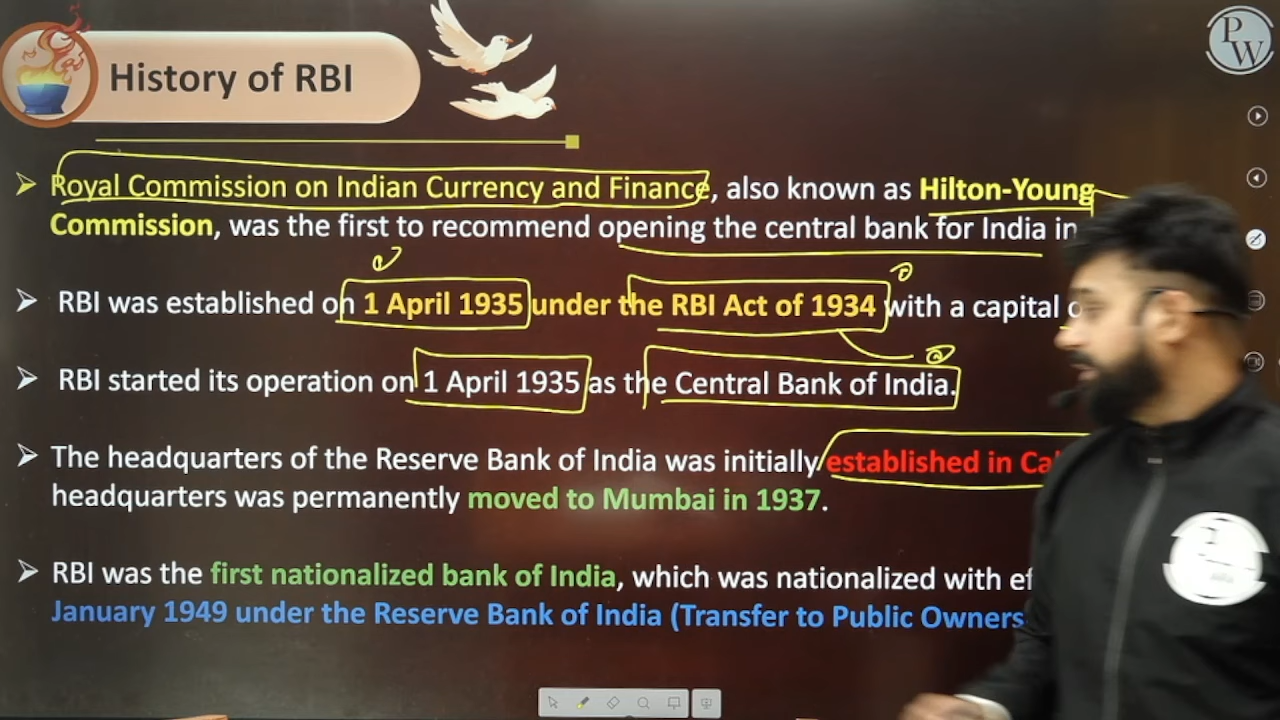 History of RBI
PW
Royal Commission on Indian Currency and Finance, also known as Hilton-Young
Commission, was the first to recommend opening the central bank for India in
RBI was established on 1 April 1935 under the RBI Act of 1934 with a capital
RBI started its operation on 1 April 1935 as the Central Bank of India.
The headquarters of the Reserve Bank of India was initially established in
headquarters was permanently moved to Mumbai in 1937.
RBI was the first nationalized bank of India, which was nationalized with
January 1949 under the Reserve Bank of India (Transfer to Public